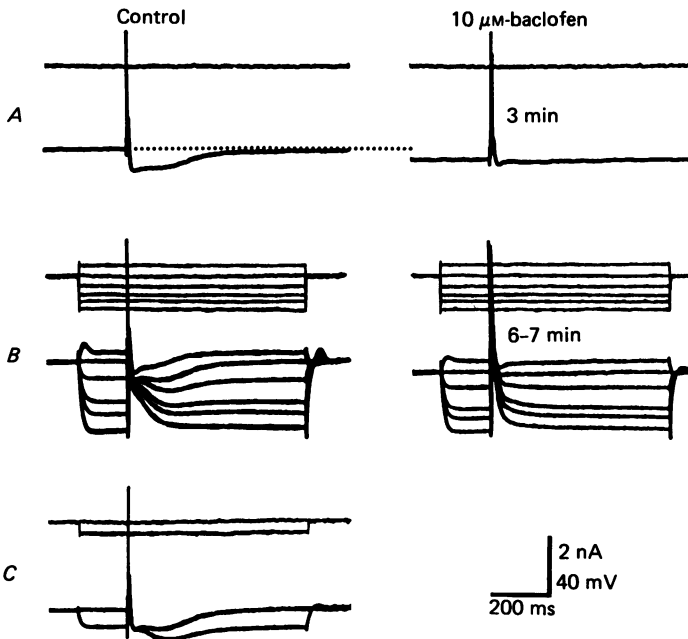 Control
10 μM-baclofen
A
3 min
B
6–7 min
C
2 nA
40 mV
200 ms